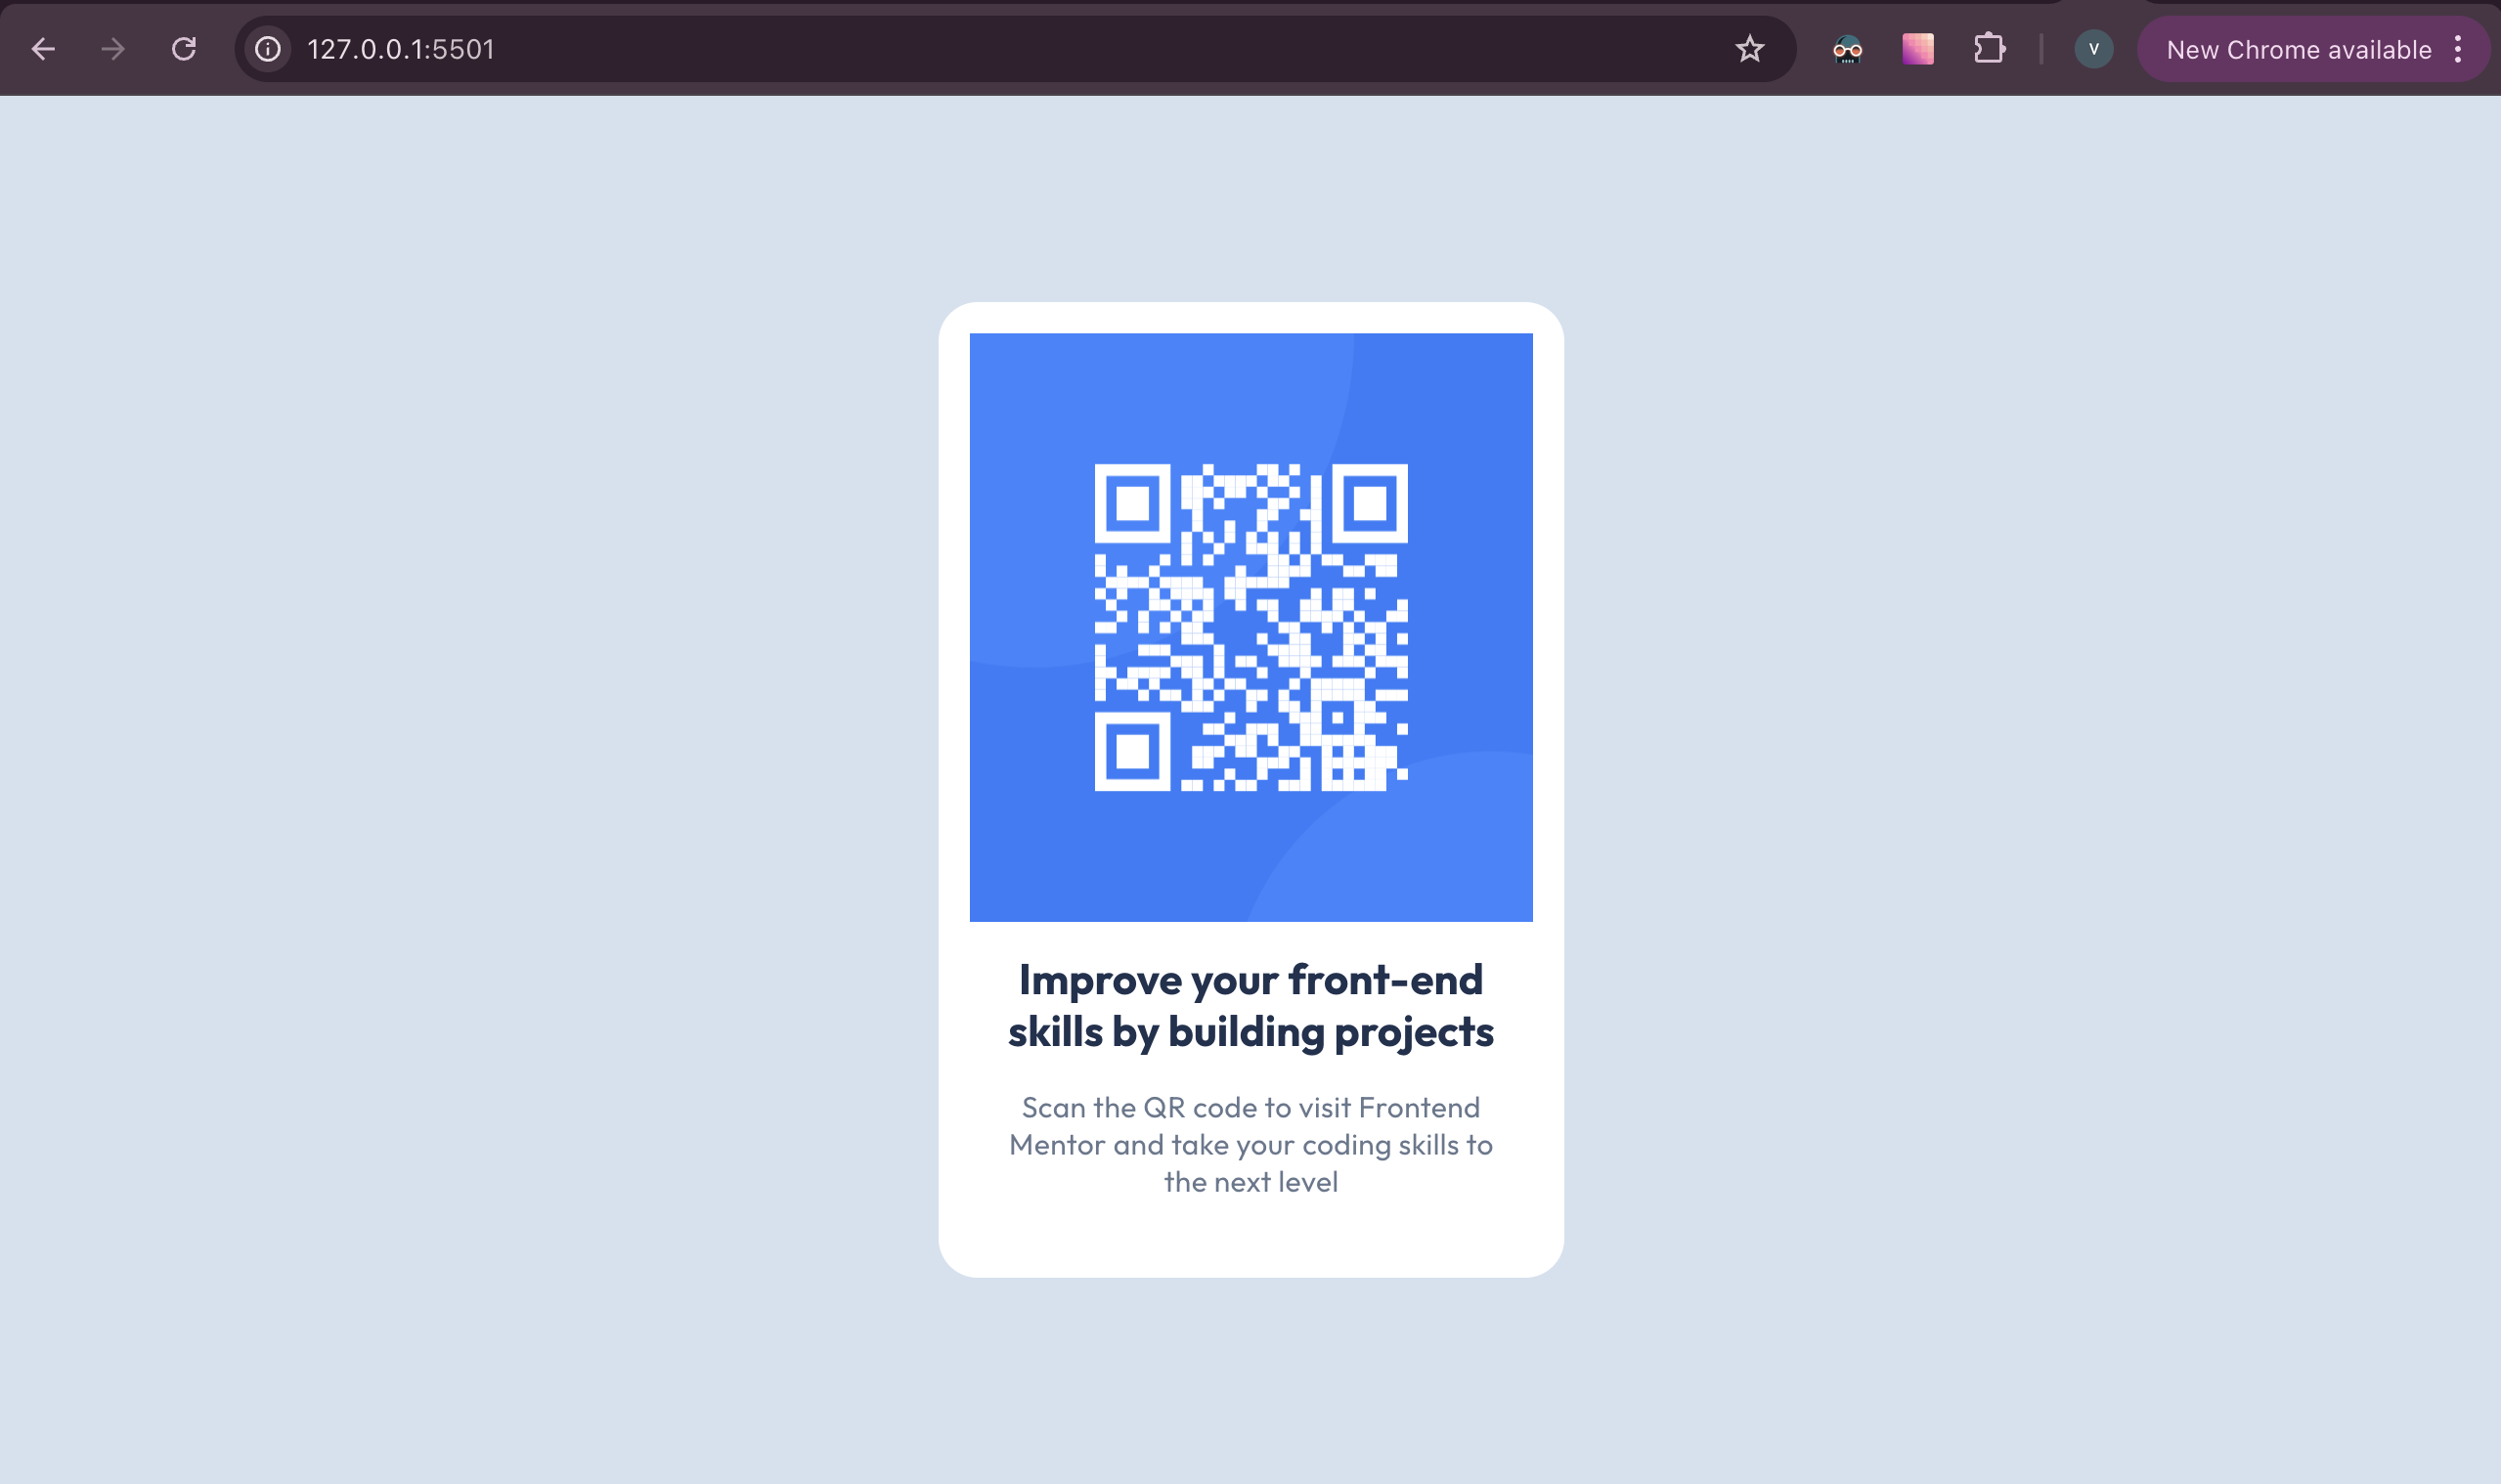 127.0.0.1:5501
V
New Chrome available
Improve your front-end
skills by building projects
Scan the QR code to visit Frontend
Mentor and take your coding skills to
the next level